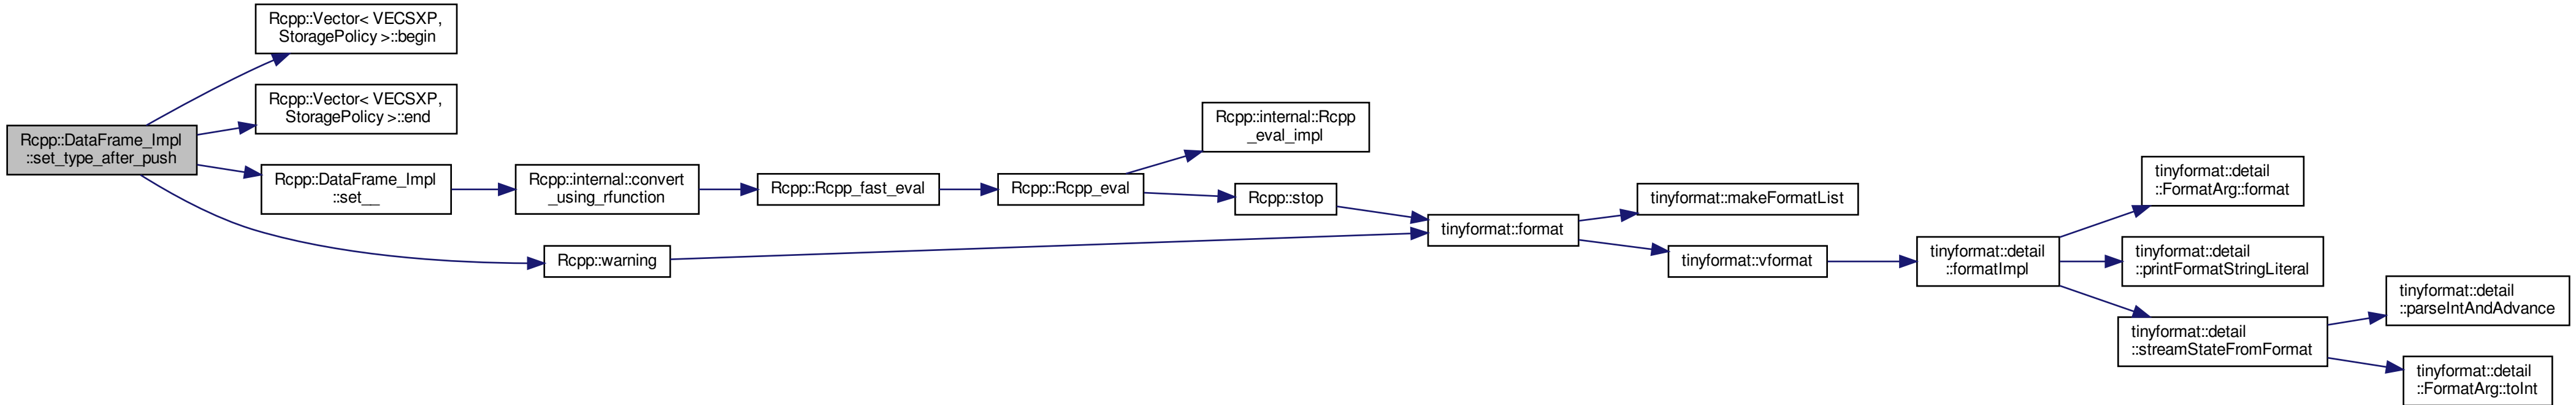 Rcpp::DataFrame_Impl
::set_type_after_push
Rcpp::Vector< VECSXP,
StoragePolicy >::begin
Rcpp::Vector< VECSXP,
StoragePolicy >::end
Rcpp::DataFrame_Impl
::set__
Rcpp::warning
Rcpp::internal::convert
_using_rfunction
Rcpp::Rcpp_fast_eval
Rcpp::Rcpp_eval
Rcpp::internal::Rcpp
_eval_impl
Rcpp::stop
tinyformat::format
tinyformat::makeFormatList
tinyformat::vformat
tinyformat::detail
::formatImpl
tinyformat::detail
::FormatArg::format
tinyformat::detail
::printFormatStringLiteral
tinyformat::detail
::streamStateFromFormat
tinyformat::detail
::parseIntAndAdvance
tinyformat::detail
::FormatArg::toInt